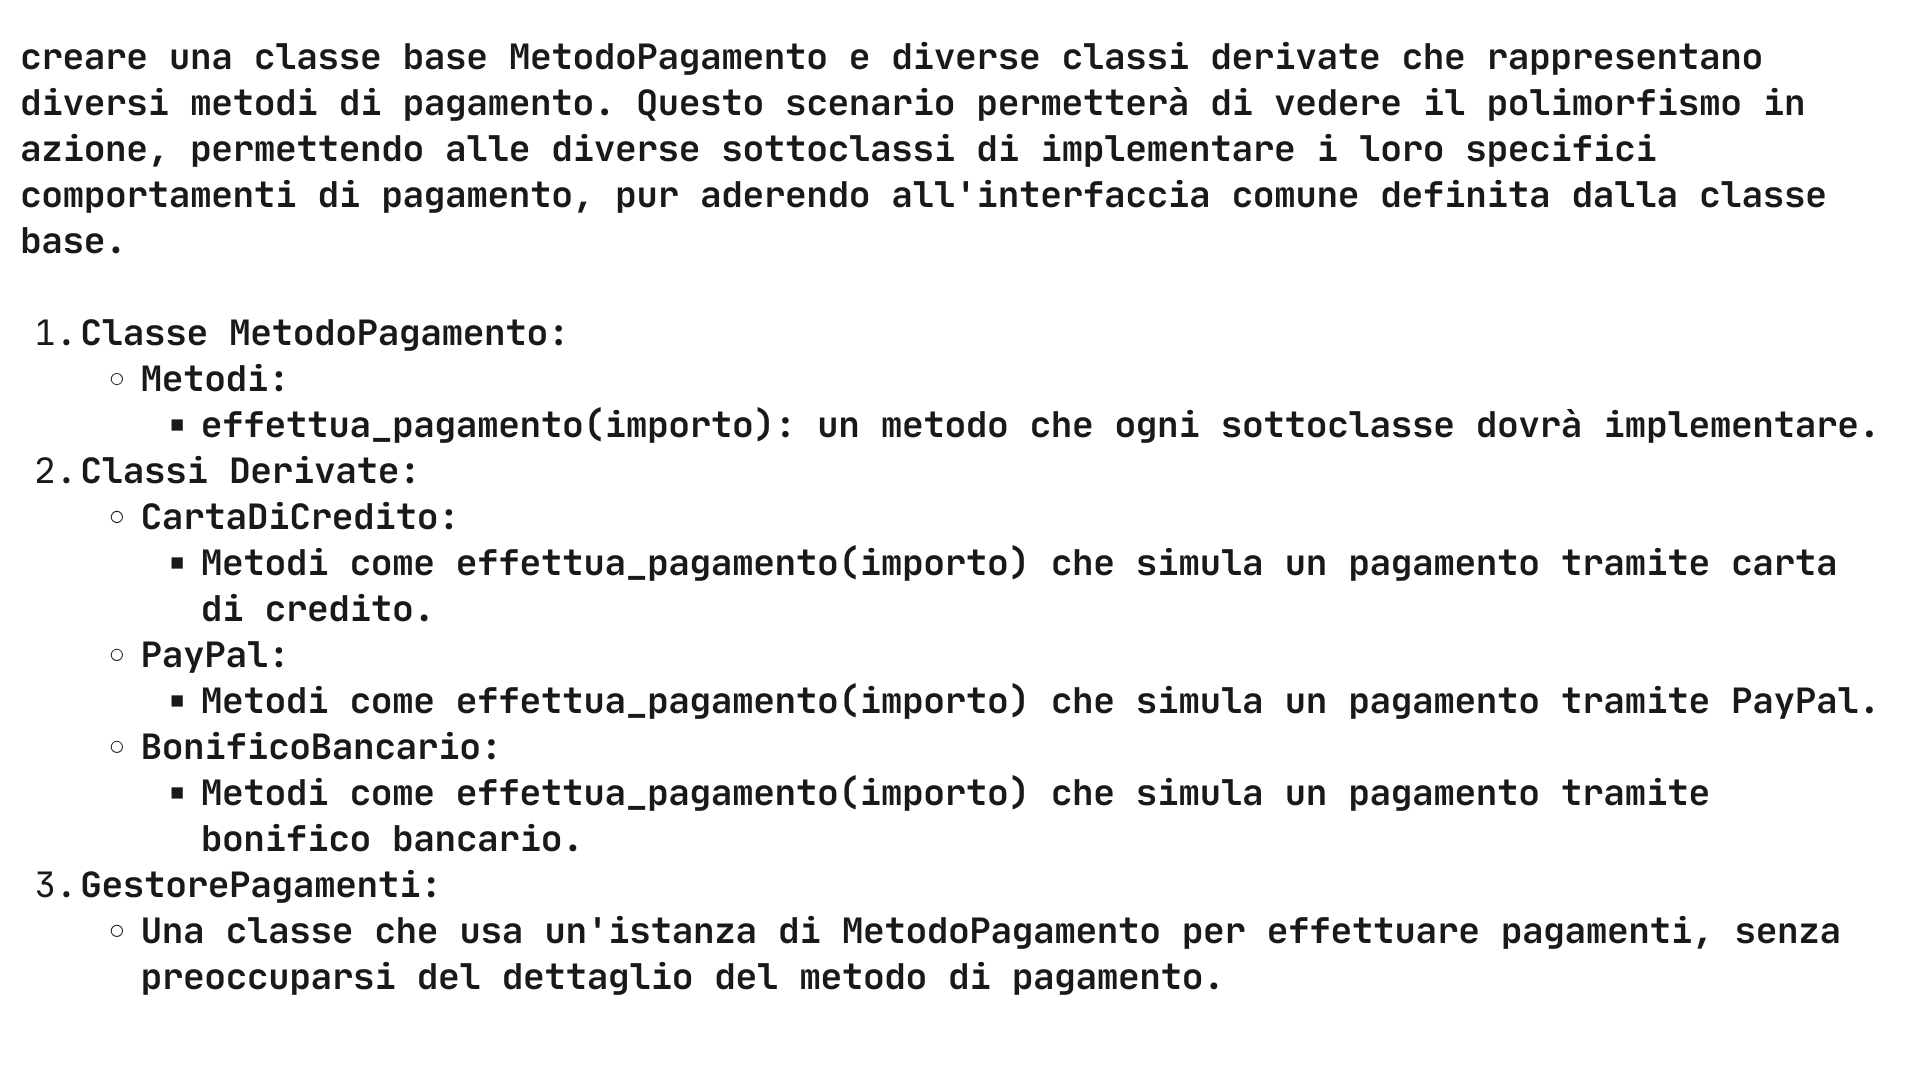 creare una classe base MetodoPagamento e diverse classi derivate che rappresentano
diversi metodi di pagamento. Questo scenario permetterà di vedere il polimorfismo in
azione, permettendo alle diverse sottoclassi di implementare i loro specifici
comportamenti di pagamento, pur aderendo all'interfaccia comune definita dalla classe
base.
1. Classe MetodoPagamento:
○ Metodi:
▪ effettua_pagamento(importo): un metodo che ogni sottoclasse dovrà implementare.
2. Classi Derivate:
○ CartaDiCredito:
▪ Metodi come effettua_pagamento(importo) che simula un pagamento tramite carta
di credito.
○ PayPal:
▪ Metodi come effettua_pagamento(importo) che simula un pagamento tramite PayPal.
○ BonificoBancario:
▪ Metodi come effettua_pagamento(importo) che simula un pagamento tramite
bonifico bancario.
3. GestorePagamenti:
○ Una classe che usa un'istanza di MetodoPagamento per effettuare pagamenti, senza
preoccuparsi del dettaglio del metodo di pagamento.